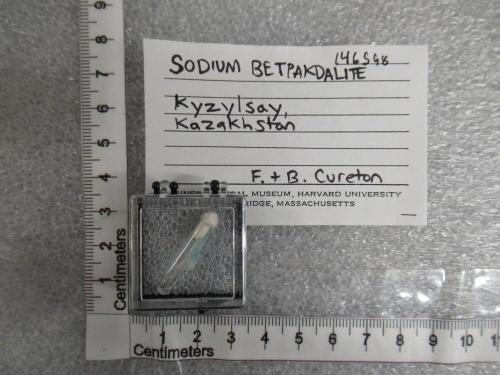 146548
SODIUM BETPAKDALITE
Kyzylsay,
Kazakhstan
F. + B. Cureton
MUSEUM, HARVARD UNIVERSITY
MASSACHUSETTS
Centimeters
1 2 3 4 5 6 7 8 9
Centimeters
1 2 3 4 5 6 7 8 9 10 11